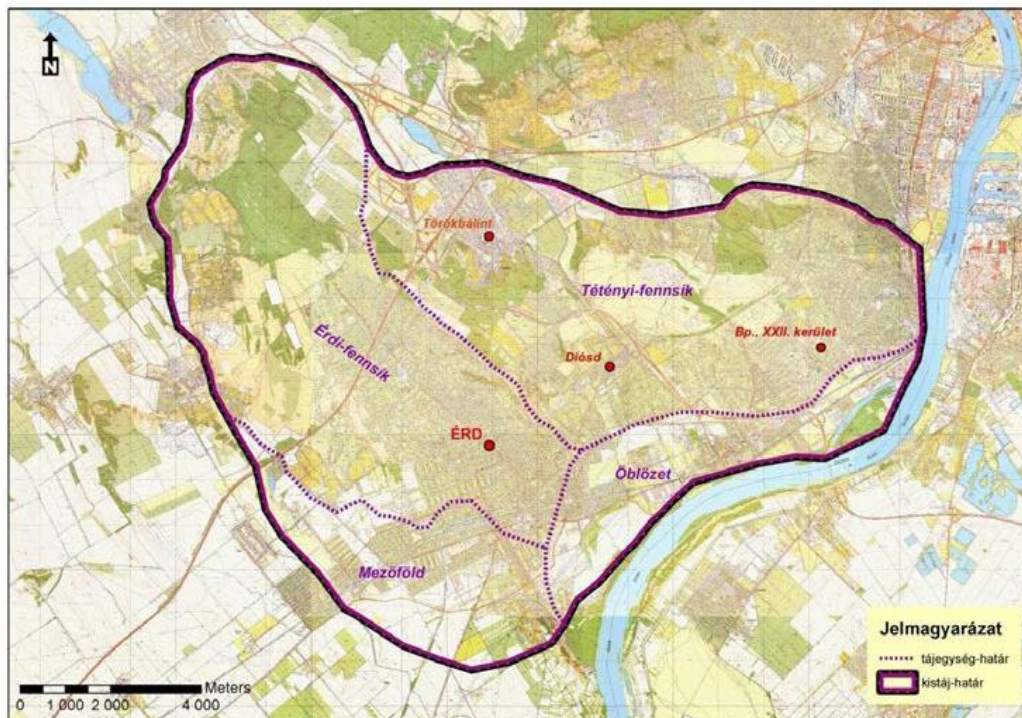 N
Törökbálint
Tétényi-fennsík
Bp., XXII. kerület
Érdi-fennsík
Diósd
ÉRD
Öblözet
Mezőföld
Jelmagyarázat
tájegység-határ
kistáj-határ
Meters
0 1 000 2 000 4 000